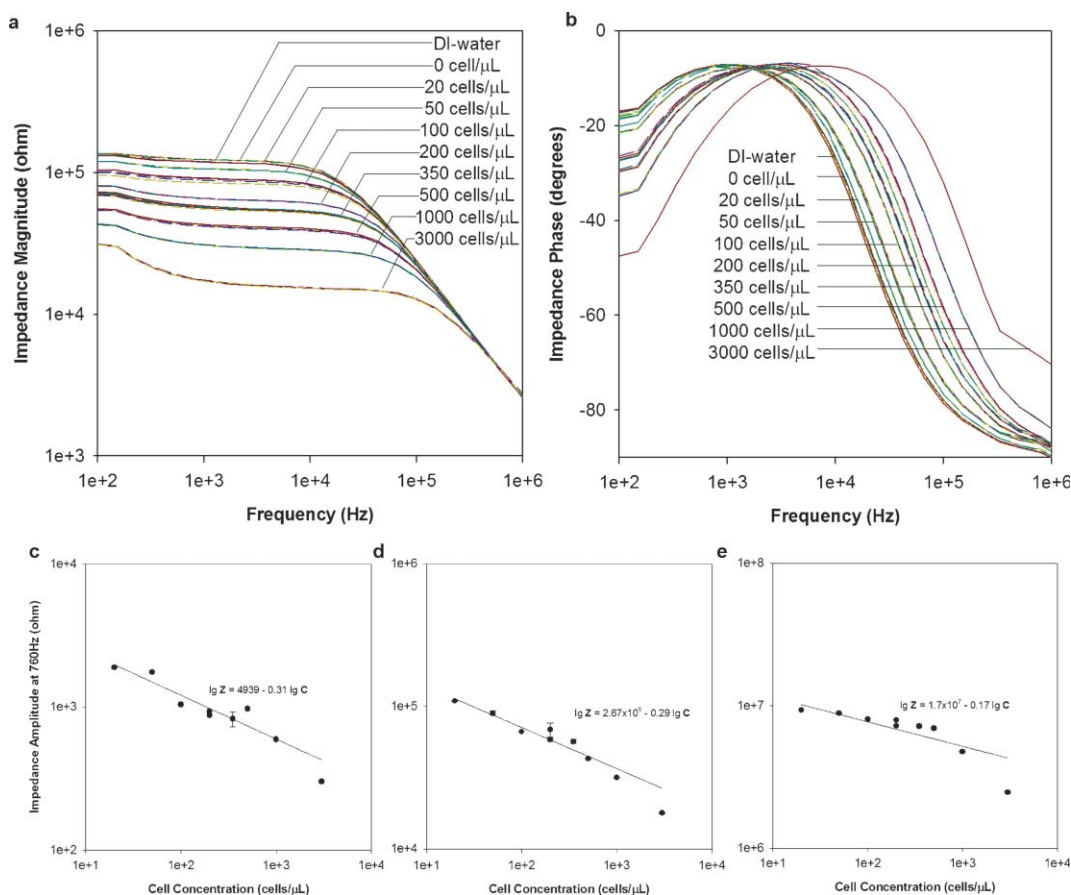 a
1e+6
1e+5
1e+4
1e+3
Impedance Magnitude (ohm)
DI-water
0 cell/μL
20 cells/μL
50 cells/μL
100 cells/μL
200 cells/μL
350 cells/μL
500 cells/μL
1000 cells/μL
3000 cells/μL
1e+2 1e+3 1e+4 1e+5 1e+6
Frequency (Hz)
b
0
-20
-40
-60
-80
Impedance Phase (degrees)
DI-water
0 cell/μL
20 cells/μL
50 cells/μL
100 cells/μL
200 cells/μL
350 cells/μL
500 cells/μL
1000 cells/μL
3000 cells/μL
1e+2 1e+3 1e+4 1e+5 1e+6
Frequency (Hz)
c
1e+4
1e+3
1e+2
Impedance Amplitude at 760Hz (ohm)
lg Z = 4939 - 0.31 lg C
1e+1 1e+2 1e+3 1e+4
Cell Concentration (cells/μL)
d
1e+6
1e+5
1e+4
lg Z = 2.67x10⁵ - 0.29 lg C
1e+1 1e+2 1e+3 1e+4
Cell Concentration (cells/μL)
e
1e+8
1e+7
1e+6
lg Z = 1.7x10⁷ - 0.17 lg C
1e+1 1e+2 1e+3 1e+4
Cell Concentration (cells/μL)